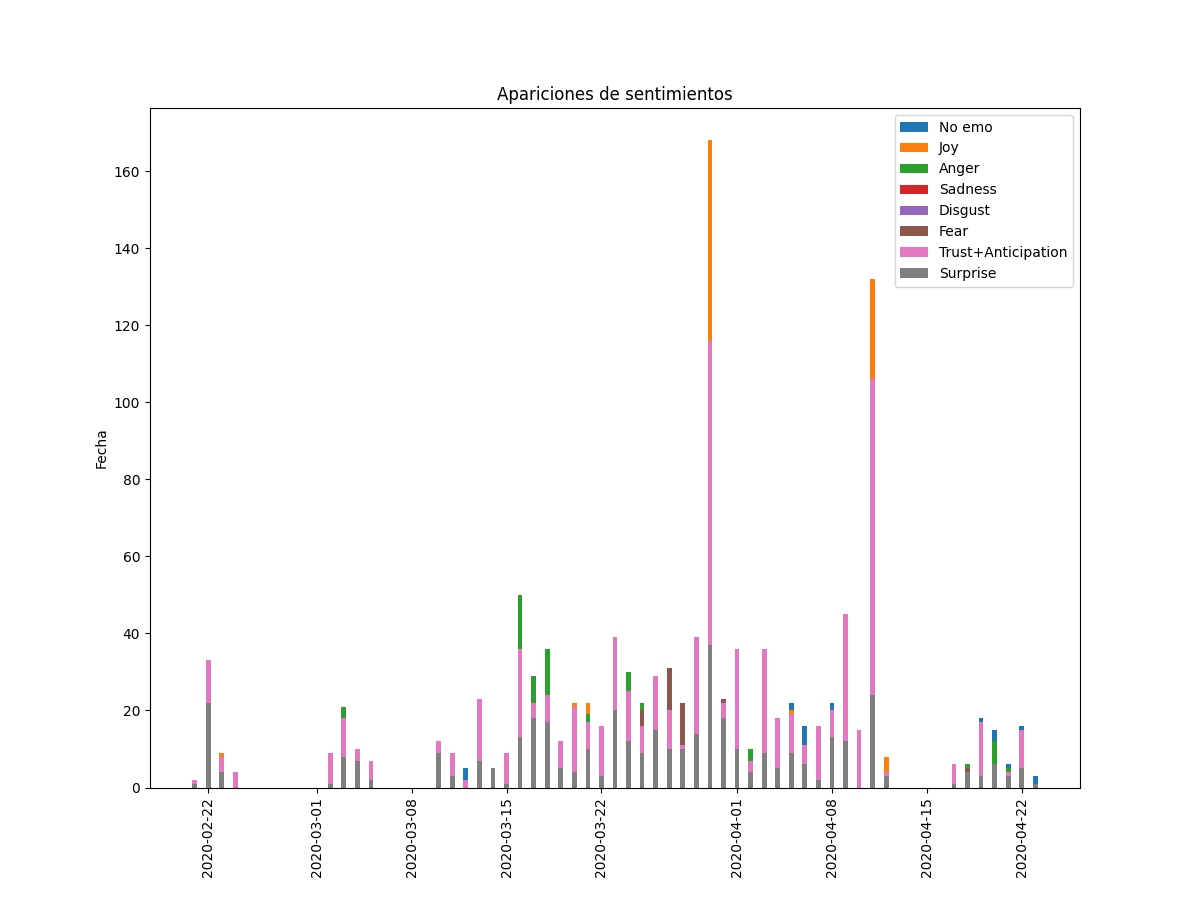 Apariciones de sentimientos
No emo
Joy
Anger
Sadness
Disgust
Fear
Trust+Anticipation
Surprise
160
140
120
100
80
60
40
20
0
Fecha
2020-02-22
2020-03-01
2020-03-08
2020-03-15
2020-03-22
2020-04-01
2020-04-08
2020-04-15
2020-04-22